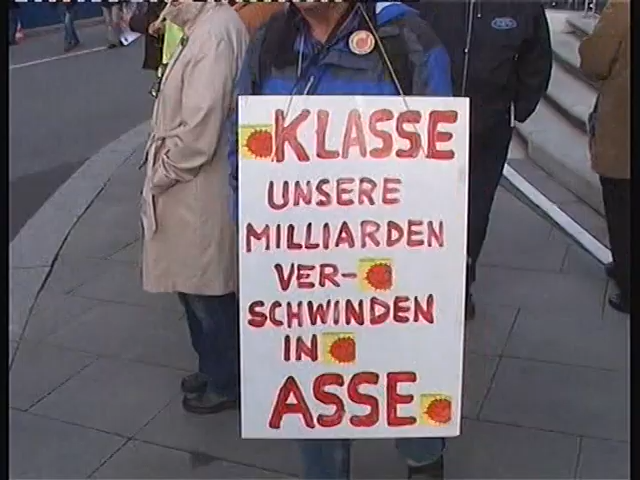 KLASSE
UNSERE
MILLIARDEN
VER-
SCHWINDEN
IN
ASSE